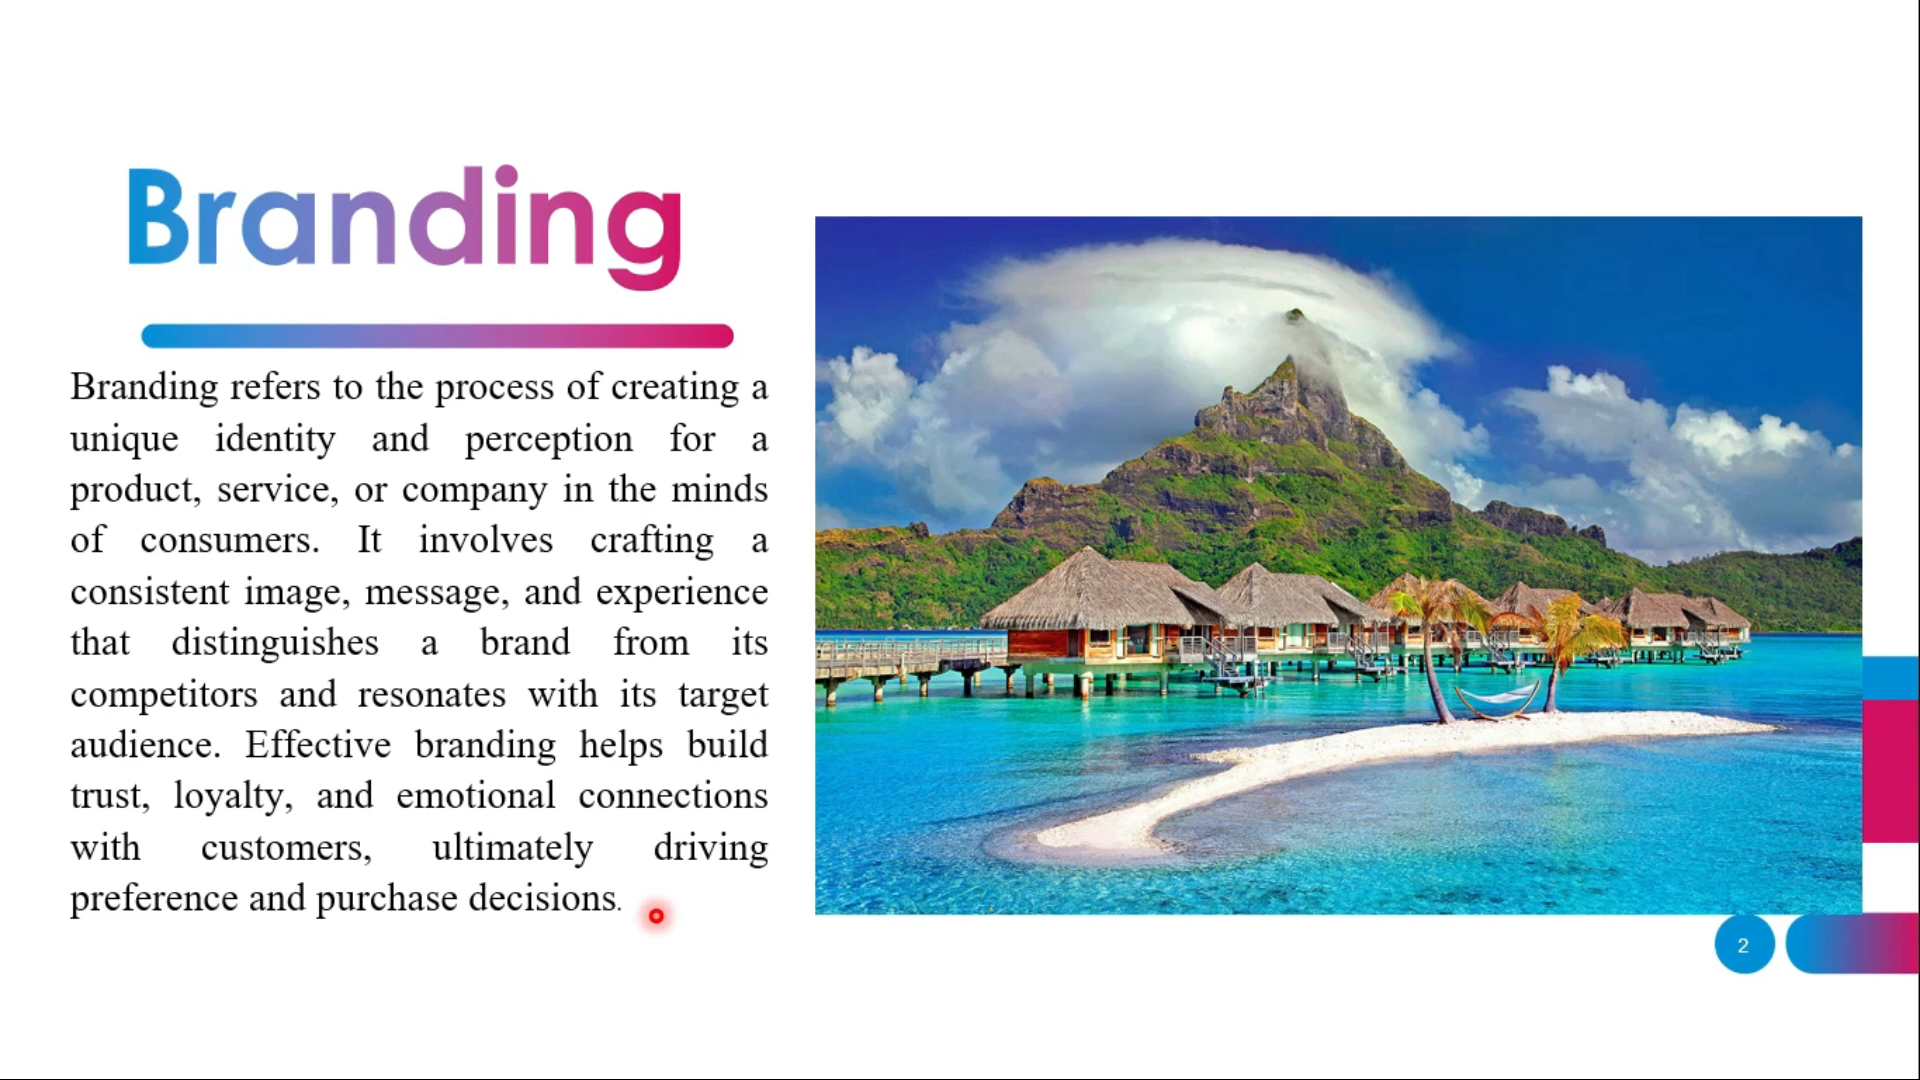 Branding
Branding refers to the process of creating a
unique identity and perception for a
product, service, or company in the minds
of consumers. It involves crafting a
consistent image, message, and experience
that distinguishes a brand from its
competitors and resonates with its target
audience. Effective branding helps build
trust, loyalty, and emotional connections
with customers, ultimately driving
preference and purchase decisions.
2